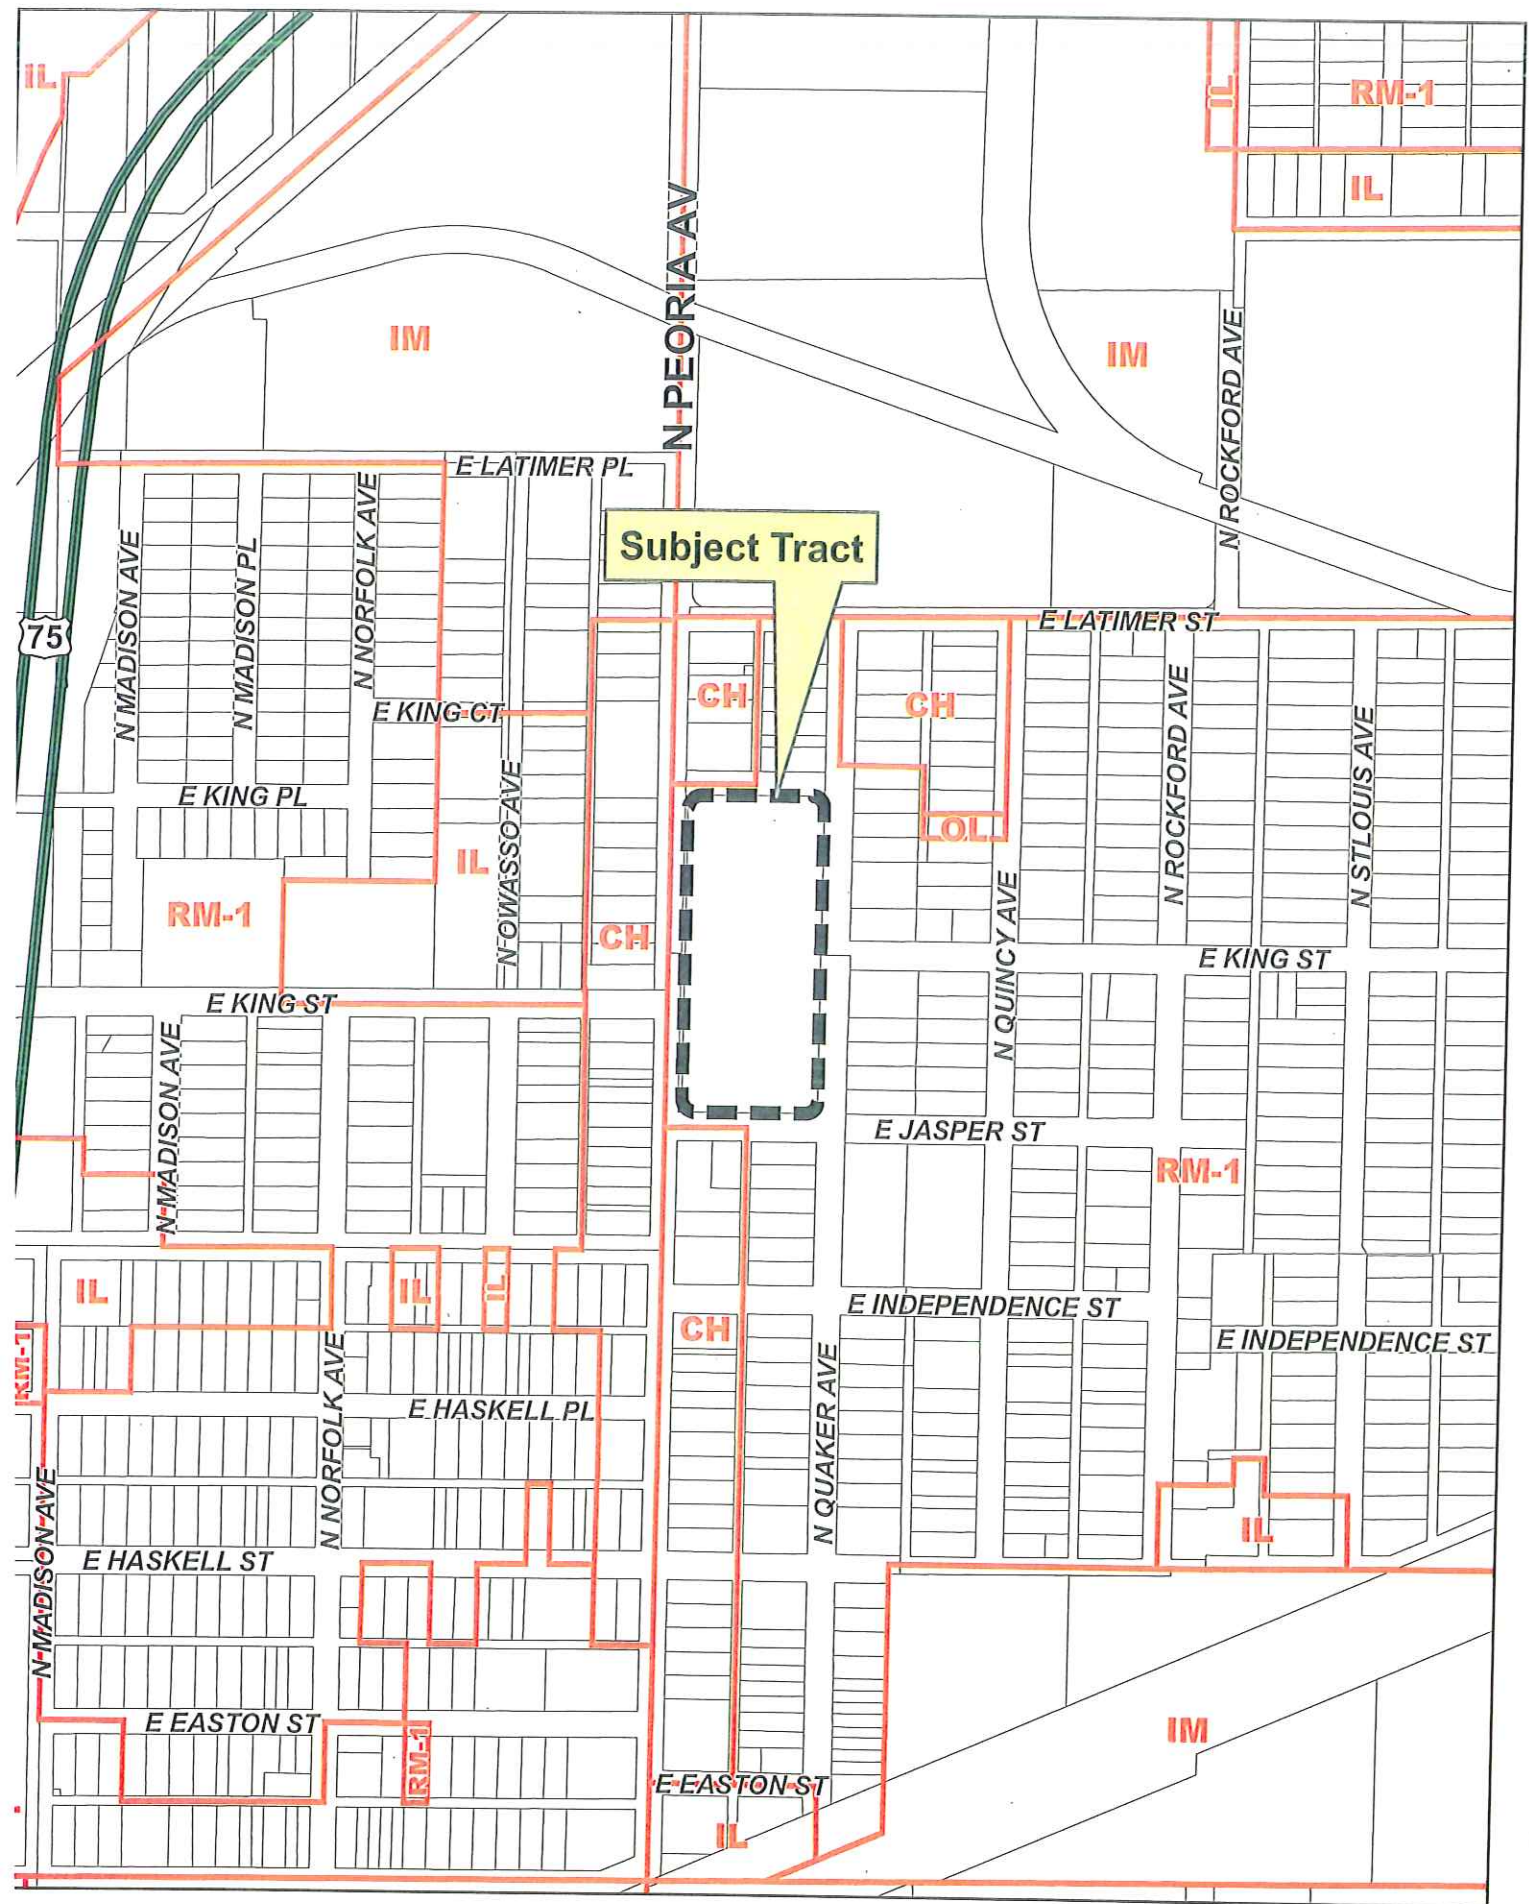 IL
IL
RM-1
IL
N PEORIA AV
IM
IM
N ROCKFORD AVE
E LATIMER PL
Subject Tract
N MADISON AVE
N MADISON PL
N NORFOLK AVE
75
E LATIMER ST
CH
CH
E KING CT
N ROCKFORD AVE
N STLOUIS AVE
E KING PL
N OWASSO AVE
OL
IL
RM-1
CH
N QUINCY AVE
E KING ST
E KING ST
N MADISON AVE
E JASPER ST
RM-1
IL
IL
IL
E INDEPENDENCE ST
CH
E INDEPENDENCE ST
RM-1
N NORFOLK AVE
E HASKELL PL
N QUAKER AVE
N MADISON AVE
IL
E HASKELL ST
E EASTON ST
RM-1
IM
E EASTON ST
IL